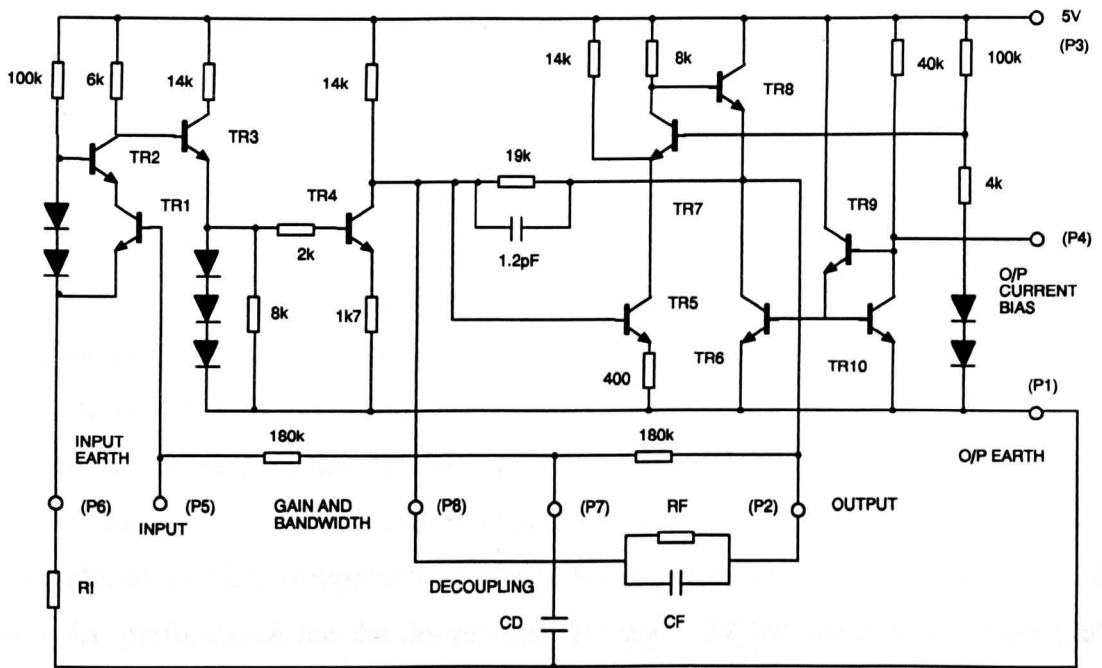 5V
(P3)
100k
6k
14k
14k
14k
8k
40k
100k
TR8
TR3
TR2
19k
4k
TR1
TR4
TR7
TR9
(P4)
2k
1.2pF
O/P
CURRENT
BIAS
8k
1k7
TR5
400
TR6
TR10
(P1)
180k
180k
INPUT
EARTH
O/P EARTH
(P6)
(P5)
GAIN AND
BANDWIDTH
(P8)
(P7)
RF
(P2)
OUTPUT
INPUT
RI
DECOUPLING
CD
CF